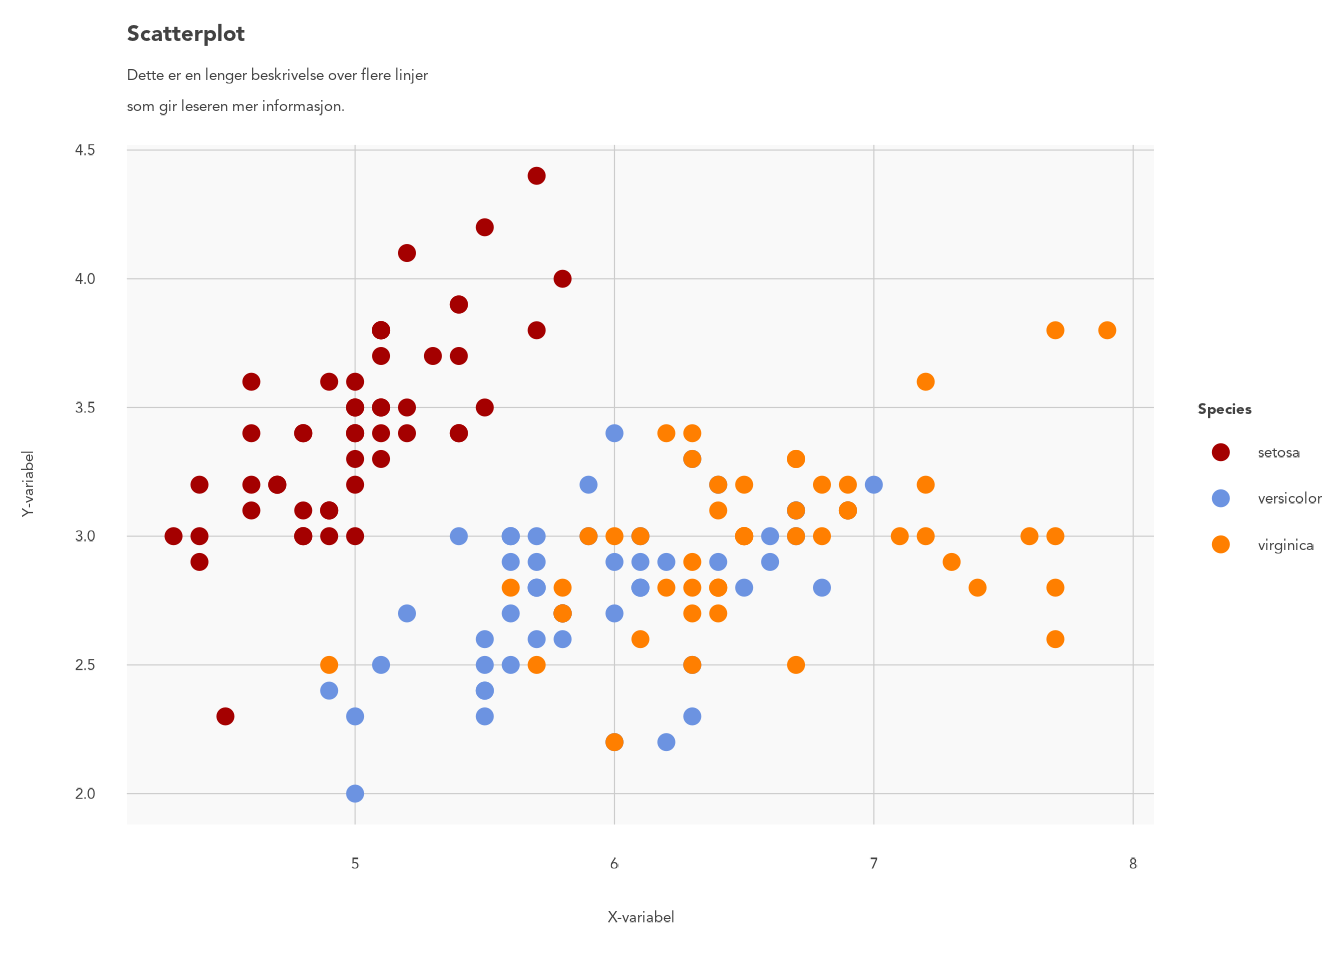 Scatterplot
Dette er en lenger beskrivelse over flere linjer
som gir leseren mer informasjon.
4.5
4.0
3.5
3.0
2.5
2.0
Y-variabel
5
6
7
8
X-variabel
Species
setosa
versicolor
virginica